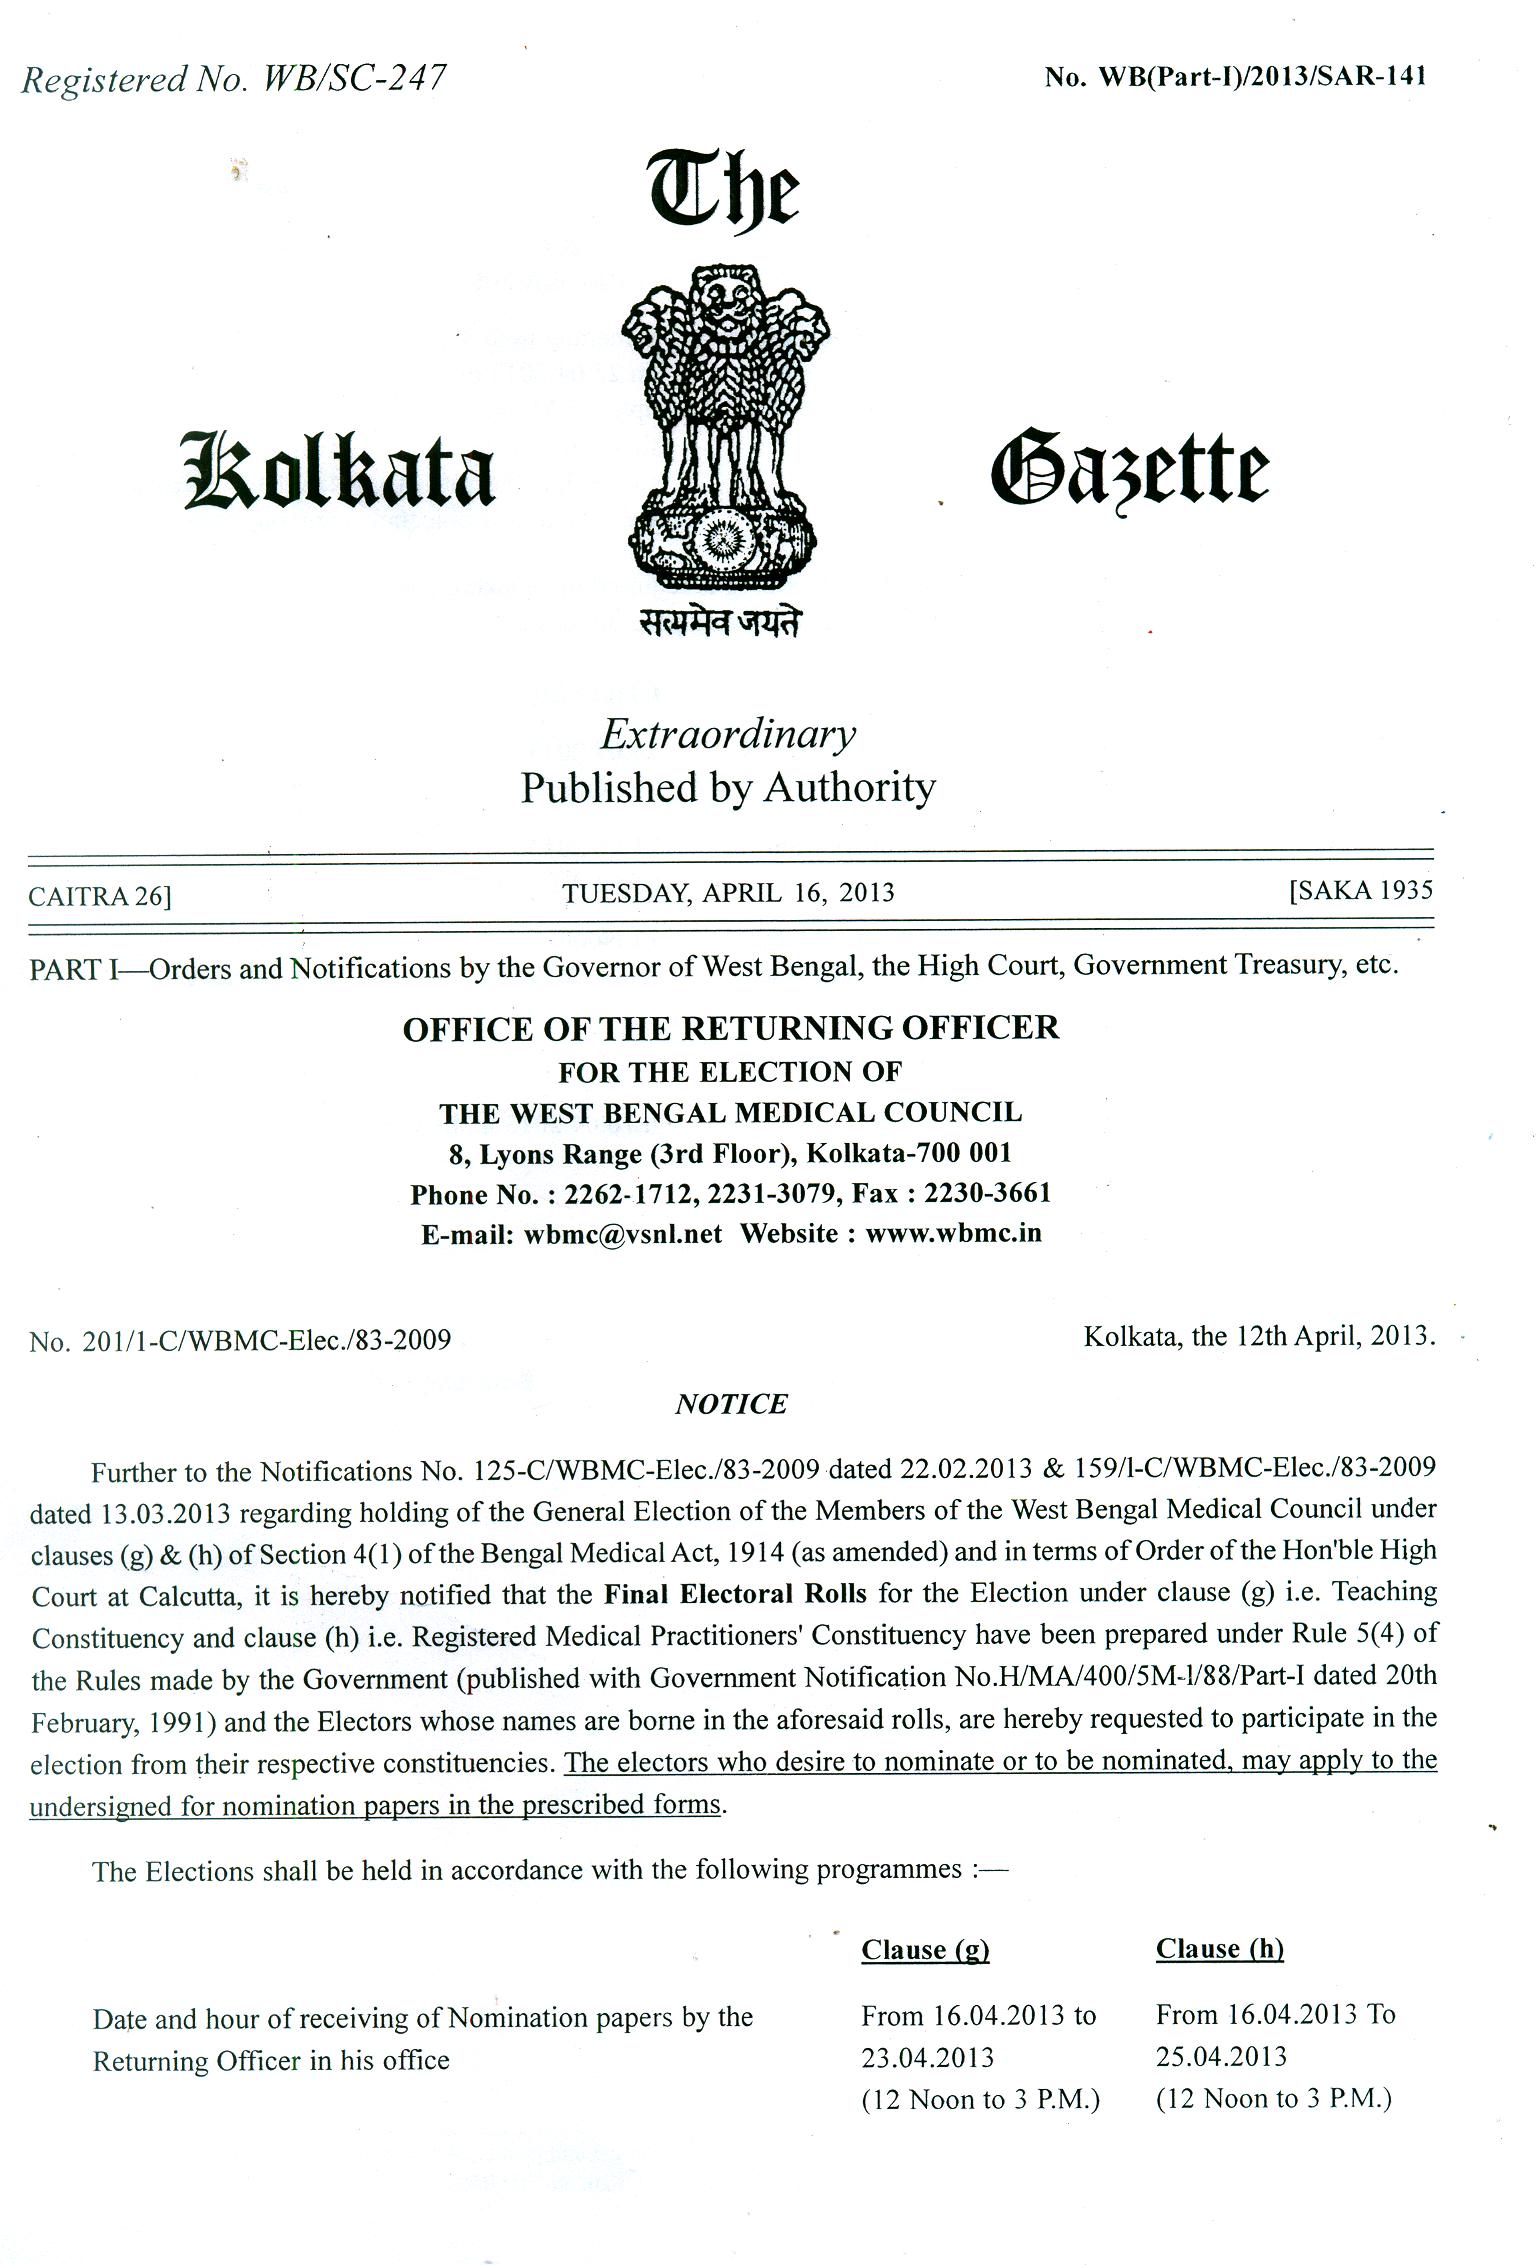 Registered No. WB/SC-247
No. WB(Part-I)/2013/SAR-141
The
Kolkata Gazette
सत्यमेव जयते
Extraordinary
Published by Authority
CAITRA 26] TUESDAY, APRIL 16, 2013 [SAKA 1935
PART I—Orders and Notifications by the Governor of West Bengal, the High Court, Government Treasury, etc.
OFFICE OF THE RETURNING OFFICER
FOR THE ELECTION OF
THE WEST BENGAL MEDICAL COUNCIL
8, Lyons Range (3rd Floor), Kolkata-700 001
Phone No. : 2262-1712, 2231-3079, Fax : 2230-3661
E-mail: wbmc@vsnl.net Website : www.wbmc.in
No. 201/1-C/WBMC-Elec./83-2009 Kolkata, the 12th April, 2013.
NOTICE
Further to the Notifications No. 125-C/WBMC-Elec./83-2009 dated 22.02.2013 & 159/l-C/WBMC-Elec./83-2009
dated 13.03.2013 regarding holding of the General Election of the Members of the West Bengal Medical Council under
clauses (g) & (h) of Section 4(1) of the Bengal Medical Act, 1914 (as amended) and in terms of Order of the Hon'ble High
Court at Calcutta, it is hereby notified that the Final Electoral Rolls for the Election under clause (g) i.e. Teaching
Constituency and clause (h) i.e. Registered Medical Practitioners' Constituency have been prepared under Rule 5(4) of
the Rules made by the Government (published with Government Notification No.H/MA/400/5M-l/88/Part-I dated 20th
February, 1991) and the Electors whose names are borne in the aforesaid rolls, are hereby requested to participate in the
election from their respective constituencies. The electors who desire to nominate or to be nominated, may apply to the
undersigned for nomination papers in the prescribed forms.
The Elections shall be held in accordance with the following programmes :—
Clause (g) Clause (h)
Date and hour of receiving of Nomination papers by the From 16.04.2013 to From 16.04.2013 To
Returning Officer in his office 23.04.2013 25.04.2013
(12 Noon to 3 P.M.) (12 Noon to 3 P.M.)